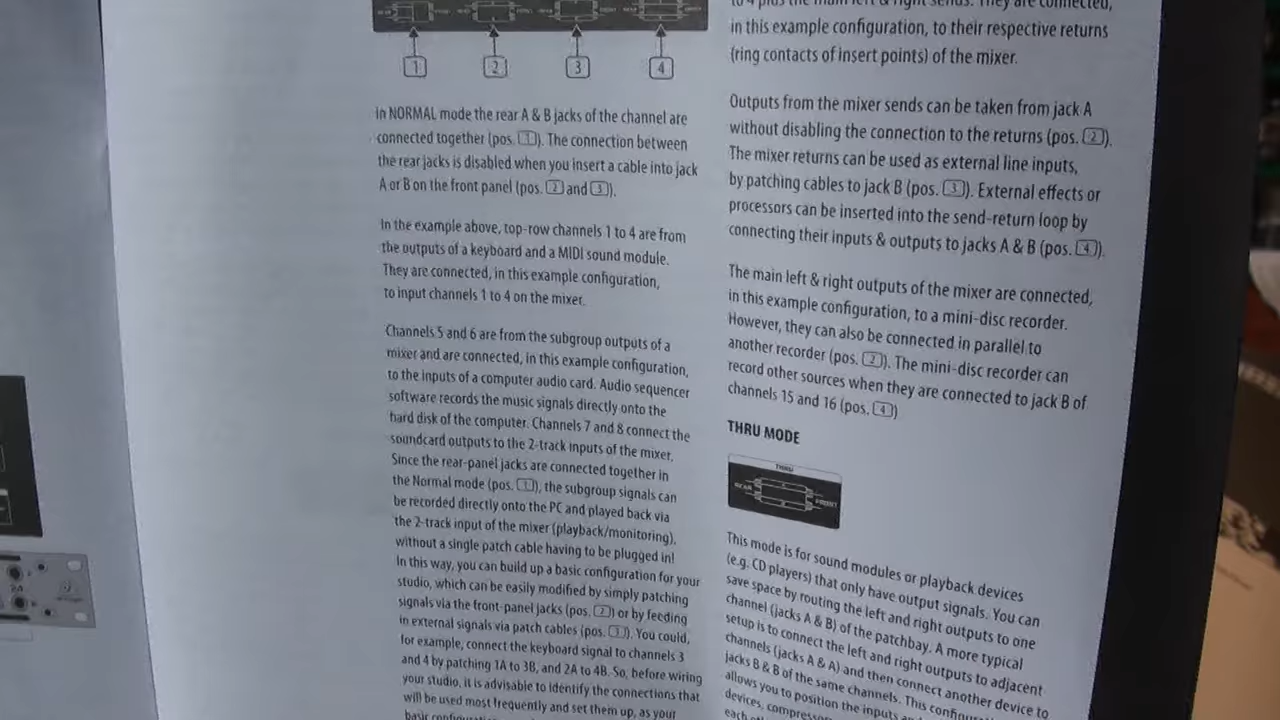 1 2 3 4
In NORMAL mode the rear A & B jacks of the channel are
connected together (pos. 1). The connection between
the rear jacks is disabled when you insert a cable into jack
A or B on the front panel (pos. 2 and 3).
In the example above, top-row channels 1 to 4 are from
the outputs of a keyboard and a MIDI sound module.
They are connected, in this example configuration,
to input channels 1 to 4 on the mixer.
Channels 5 and 6 are from the subgroup outputs of a
mixer and are connected, in this example configuration,
to the inputs of a computer audio card. Audio sequencer
software records the music signals directly onto the
hard disk of the computer. Channels 7 and 8 connect the
soundcard outputs to the 2-track inputs of the mixer,
Since the rear-panel jacks are connected together in
the Normal mode (pos. 1), the subgroup signals can
be recorded directly onto the PC and played back via
the 2-track input of the mixer (playback/monitoring),
without a single patch cable having to be plugged in!
In this way, you can build up a basic configuration for your
studio, which can be easily modified by simply patching
signals via the front-panel jacks (pos. 2) or by feeding
in external signals via patch cables (pos. 3). You could,
for example, connect the keyboard signal to channels 3
and 4 by patching 1A to 3B, and 2A to 4B. So, before wiring
your studio, it is advisable to identify the connections that
will be used most frequently and set them up, as your
basic
to 4 plus the main left & right sends. They are connected,
in this example configuration, to their respective returns
(ring contacts of insert points) of the mixer.
Outputs from the mixer sends can be taken from jack A
without disabling the connection to the returns (pos. 2).
The mixer returns can be used as external line inputs,
by patching cables to jack B (pos. 3). External effects or
processors can be inserted into the send-return loop by
connecting their inputs & outputs to jacks A & B (pos. 4).
The main left & right outputs of the mixer are connected,
in this example configuration, to a mini-disc recorder.
However, they can also be connected in parallel to
another recorder (pos. 2). The mini-disc recorder can
record other sources when they are connected to jack B of
channels 15 and 16 (pos. 4)
THRU MODE
THRU
REAR FRONT
This mode is for sound modules or playback devices
(e.g. CD players) that only have output signals. You can
save space by routing the left and right outputs to one
channel (jacks A & B) of the patchbay. A more typical
setup is to connect the left and right outputs to adjacent
channels (jacks A & A) and then connect another device to
jacks B & B of the same channels. This
allows you to position the inputs
devices,